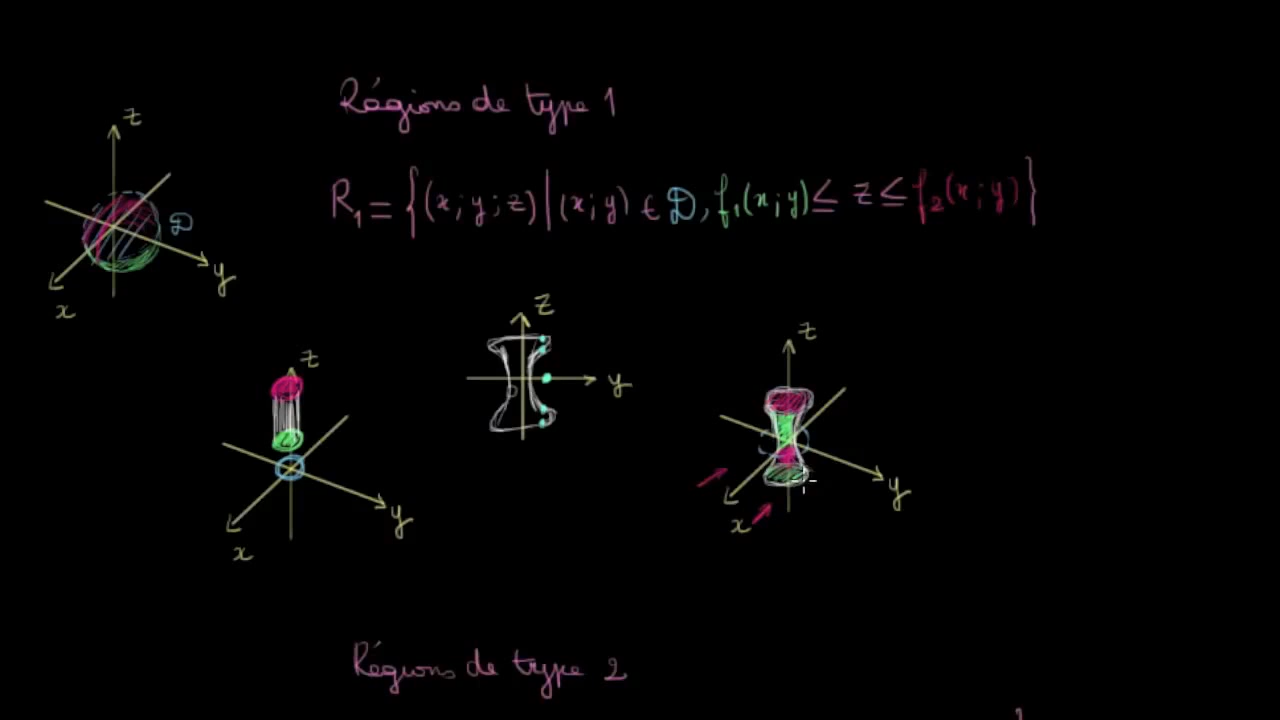 Régions de type 1
z
R₁ = {(x ; y ; z) | (x ; y) ∈ D, f₁(x ; y) ≤ z ≤ f₂(x ; y)}
D
y
x
z
z
z
y
y
y
x
x
Régions de type 2